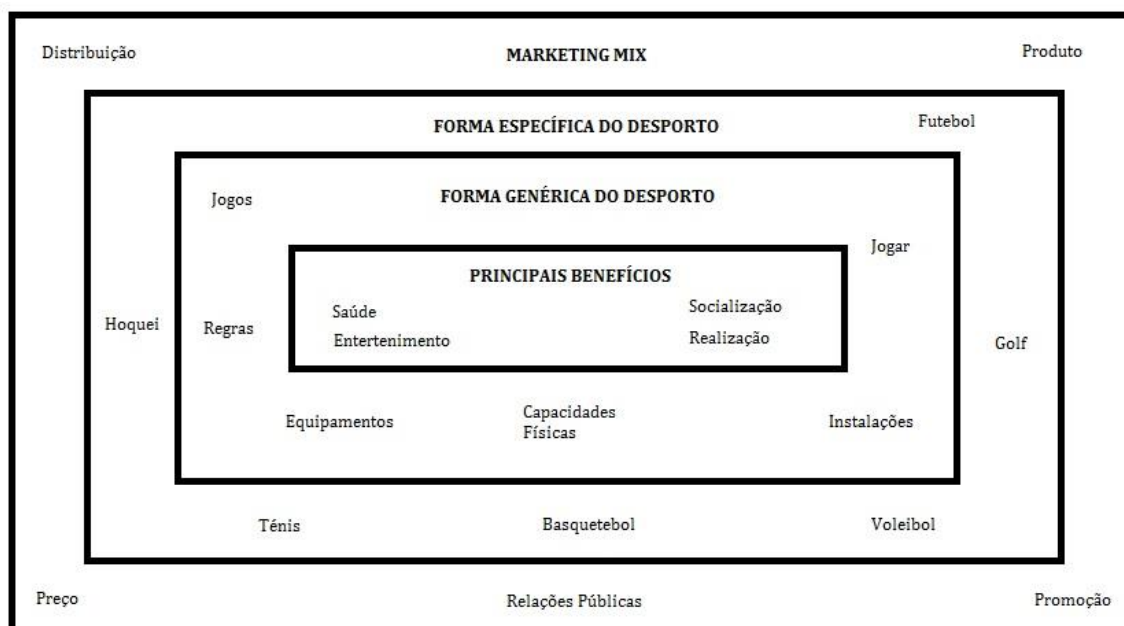 Distribuição
MARKETING MIX
Produto
FORMA ESPECÍFICA DO DESPORTO
Futebol
FORMA GENÉRICA DO DESPORTO
Jogos
Jogar
PRINCIPAIS BENEFÍCIOS
Saúde
Socialização
Entertenimento
Realização
Hoquei
Regras
Golf
Equipamentos
Capacidades
Físicas
Instalações
Ténis
Basquetebol
Voleibol
Preço
Relações Públicas
Promoção